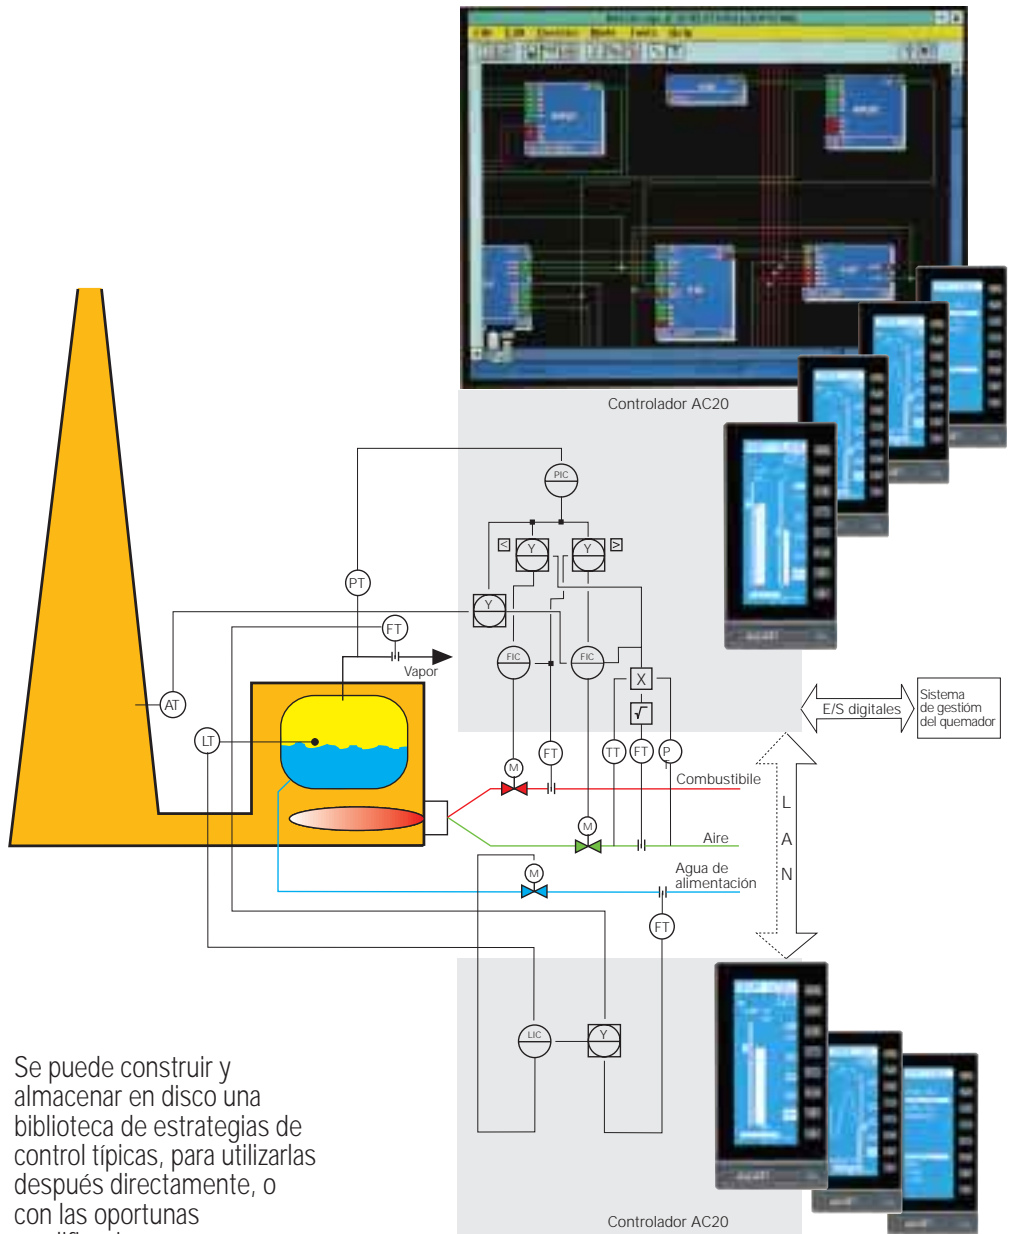 Controlador AC20
PIC
<
Y
Y
>
PT
Y
FT
FIC
FIC
Vapor
X
AT
√
E/S digitales
Sistema
de gestióm
del quemador
LT
FT
TT
FT
P
M
Combustibile
L
M
Aire
A
Agua de
alimentación
M
N
FT
LIC
Y
Se puede construir y
almacenar en disco una
biblioteca de estrategias de
control típicas, para utilizarlas
después directamente, o
con las oportunas
Controlador AC20